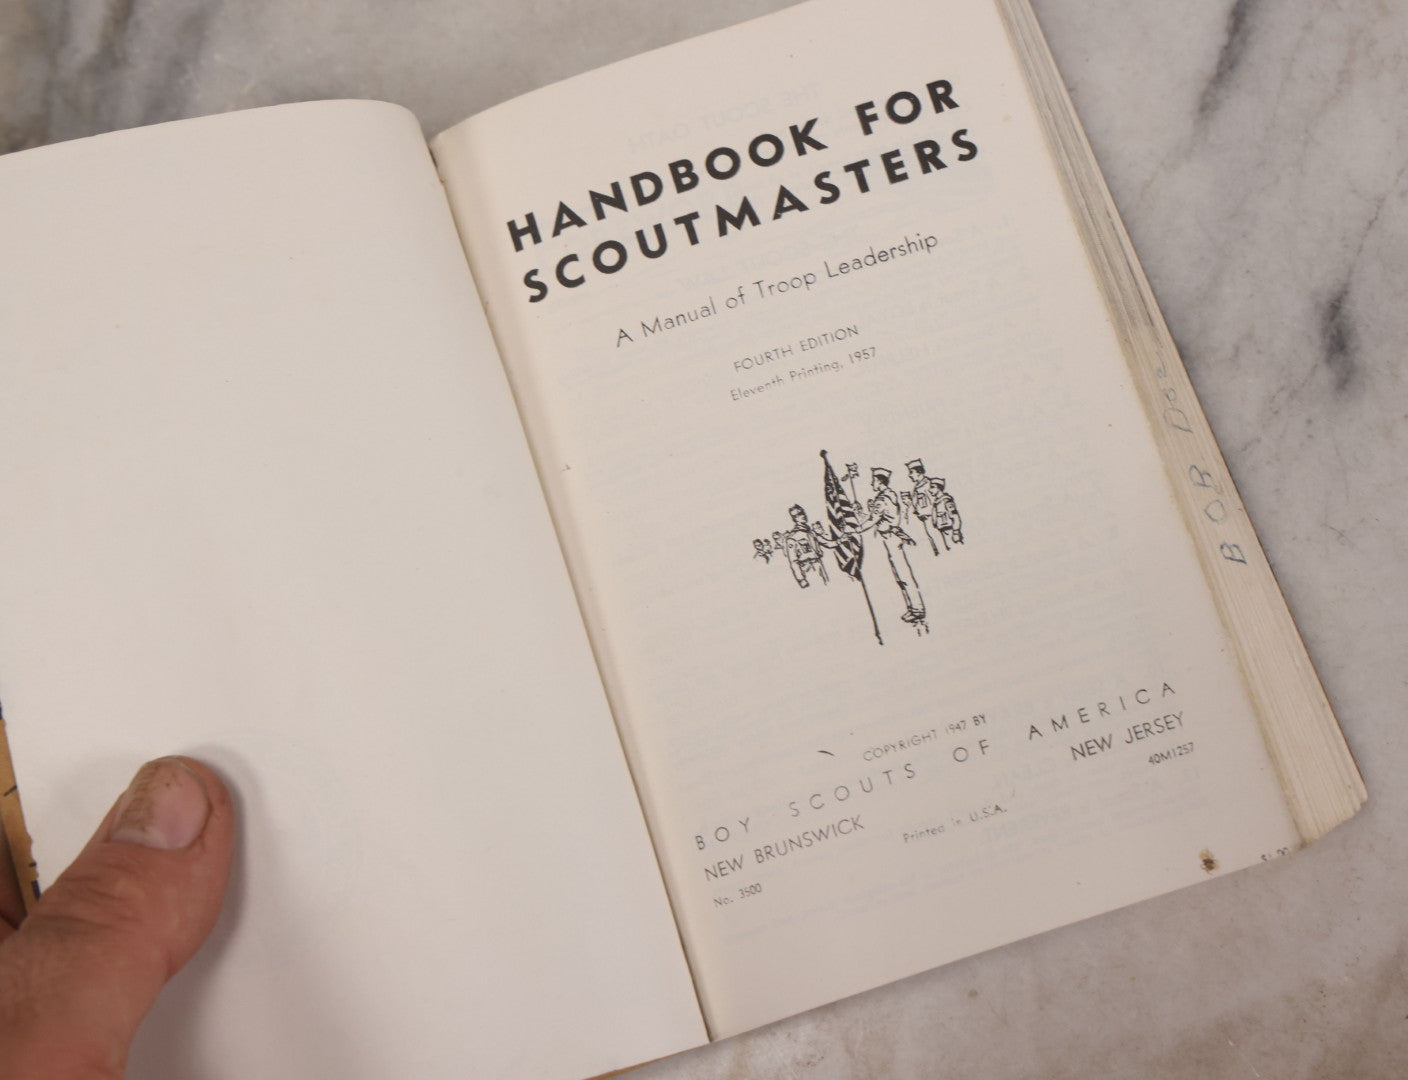 HANDBOOK FOR
SCOUTMASTERS
A Manual of Troop Leadership
FOURTH EDITION
Eleventh Printing, 1957
COPYRIGHT 1947 BY
BOY SCOUTS OF AMERICA
NEW BRUNSWICK NEW JERSEY
No. 3500 Printed in U.S.A. 40M1257
B OR